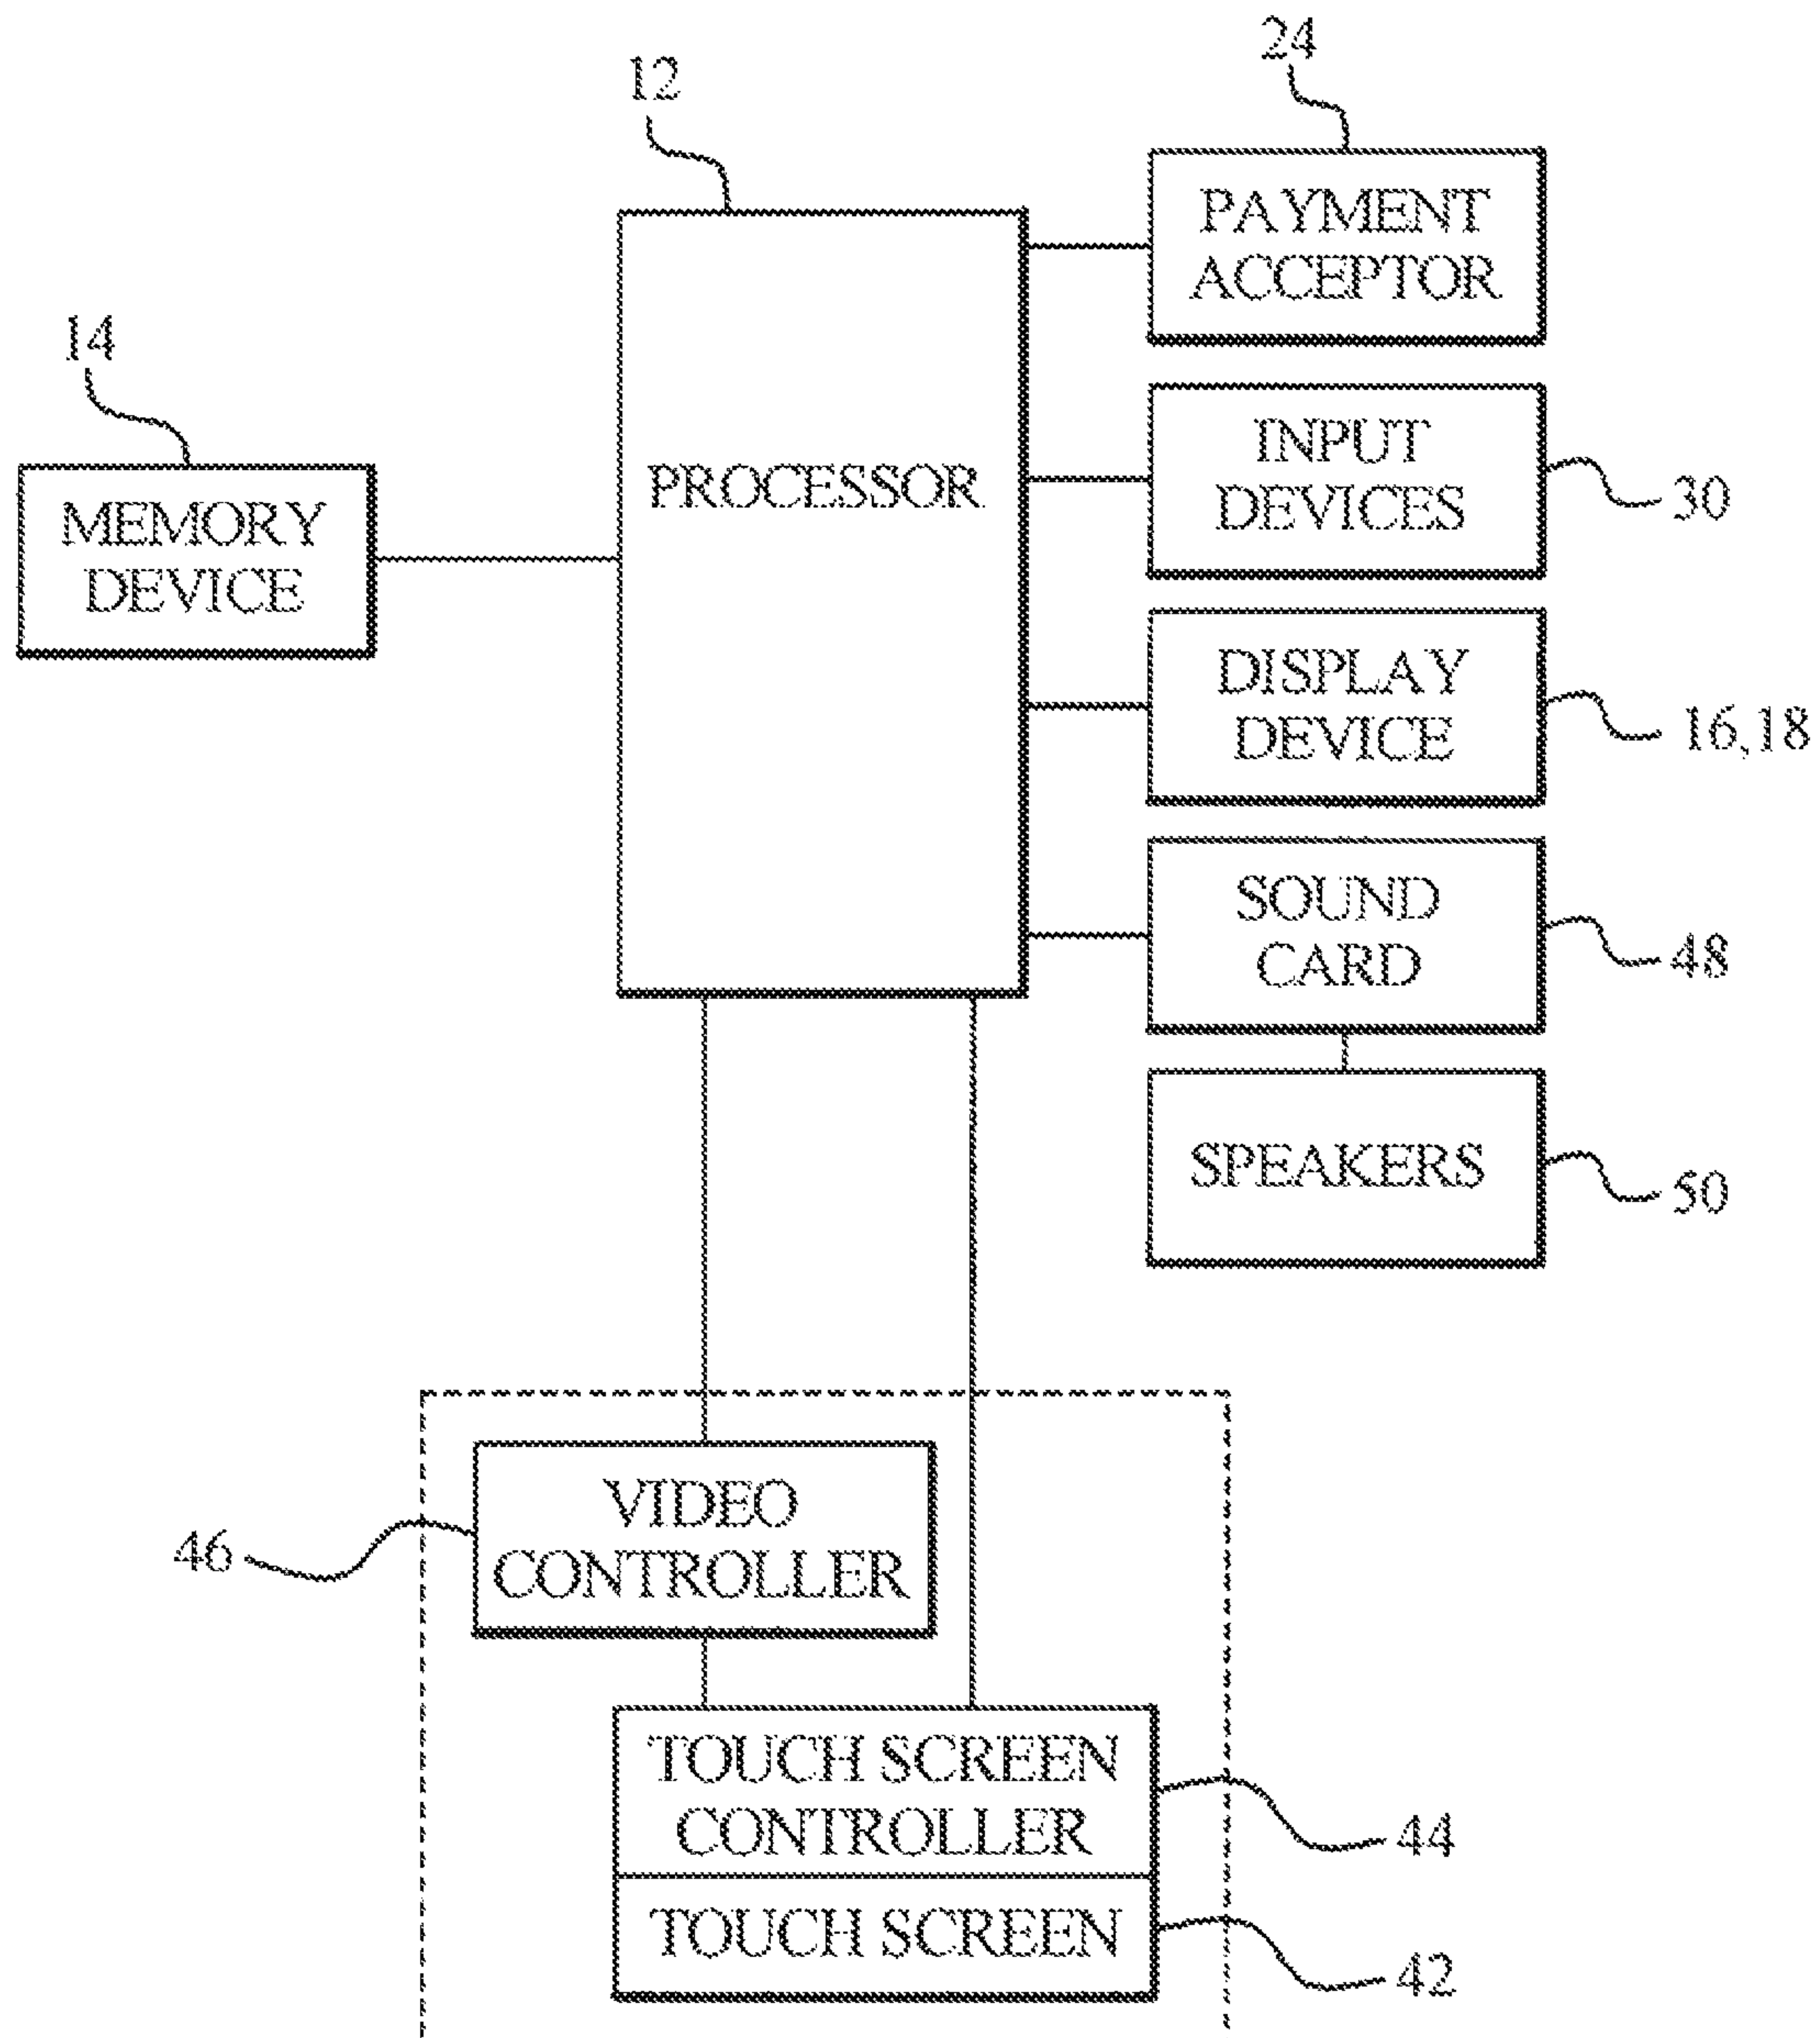 24
12
PAYMENT
ACCEPTOR
14
INPUT
DEVICES
30
PROCESSOR
MEMORY
DEVICE
DISPLAY
DEVICE
16,18
SOUND
CARD
48
SPEAKERS
50
VIDEO
CONTROLLER
46
TOUCH SCREEN
CONTROLLER
44
TOUCH SCREEN
42